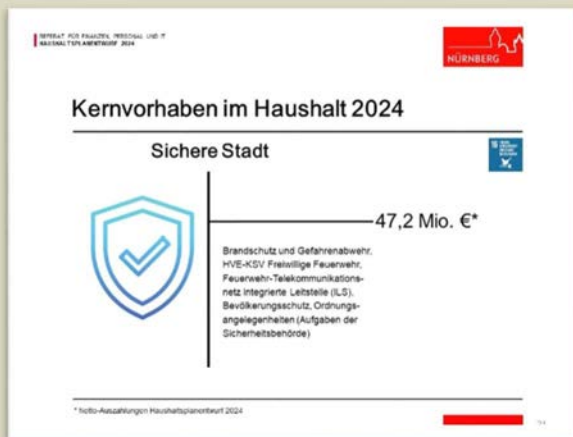 REFERAT FÜR FINANZEN, PERSONAL UND IT
HAUSHALTSPLANENTWURF 2024
NÜRNBERG
Kernvorhaben im Haushalt 2024
Sichere Stadt
16
47,2 Mio. €*
Brandschutz und Gefahrenabwehr,
HVE-KSV Freiwillige Feuerwehr,
Feuerwehr-Telekommunikations-
netz Integrierte Leitstelle (ILS),
Bevölkerungsschutz, Ordnungs-
angelegenheiten (Aufgaben der
Sicherheitsbehörde)
* Netto-Auszahlungen Haushaltsplanentwurf 2024